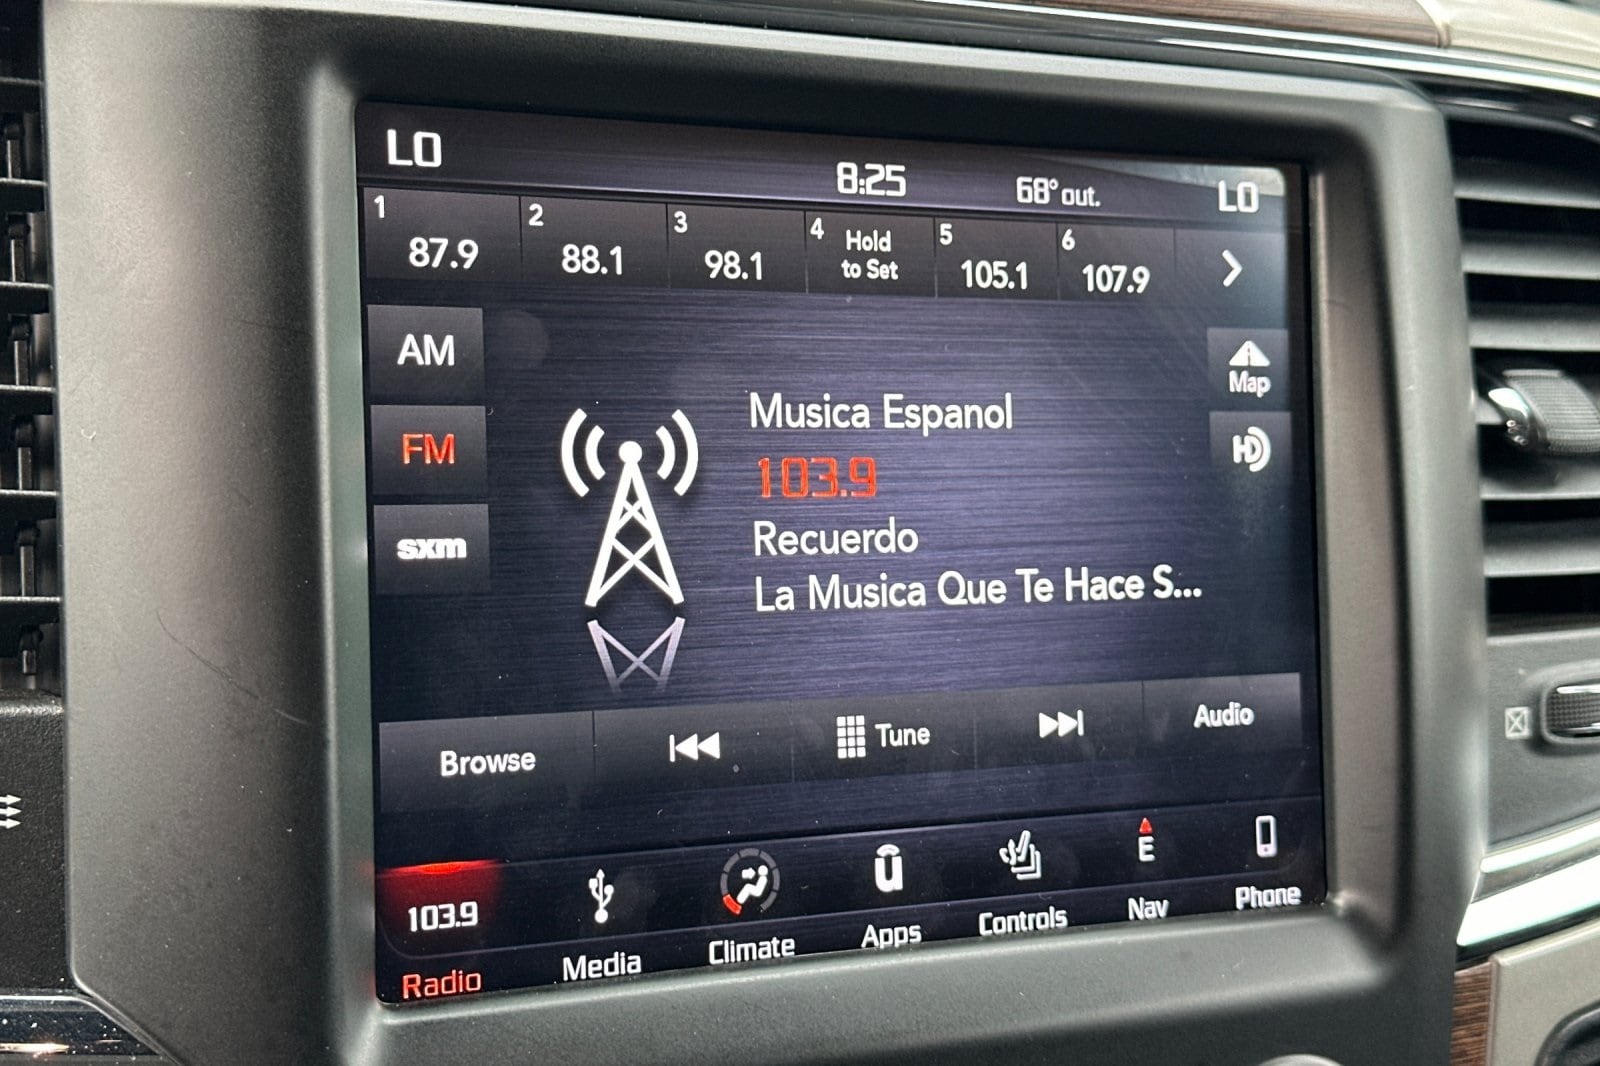 LO
8:25
68° out.
LO
1
87.9
2
88.1
3
98.1
4
Hold
to Set
5
105.1
6
107.9
AM
FM
sxm
Map
HD
Musica Espanol
103.9
Recuerdo
La Musica Que Te Hace S...
Browse
Tune
Audio
103.9
Radio
Media
Climate
u
Apps
Controls
E
Nav
Phone